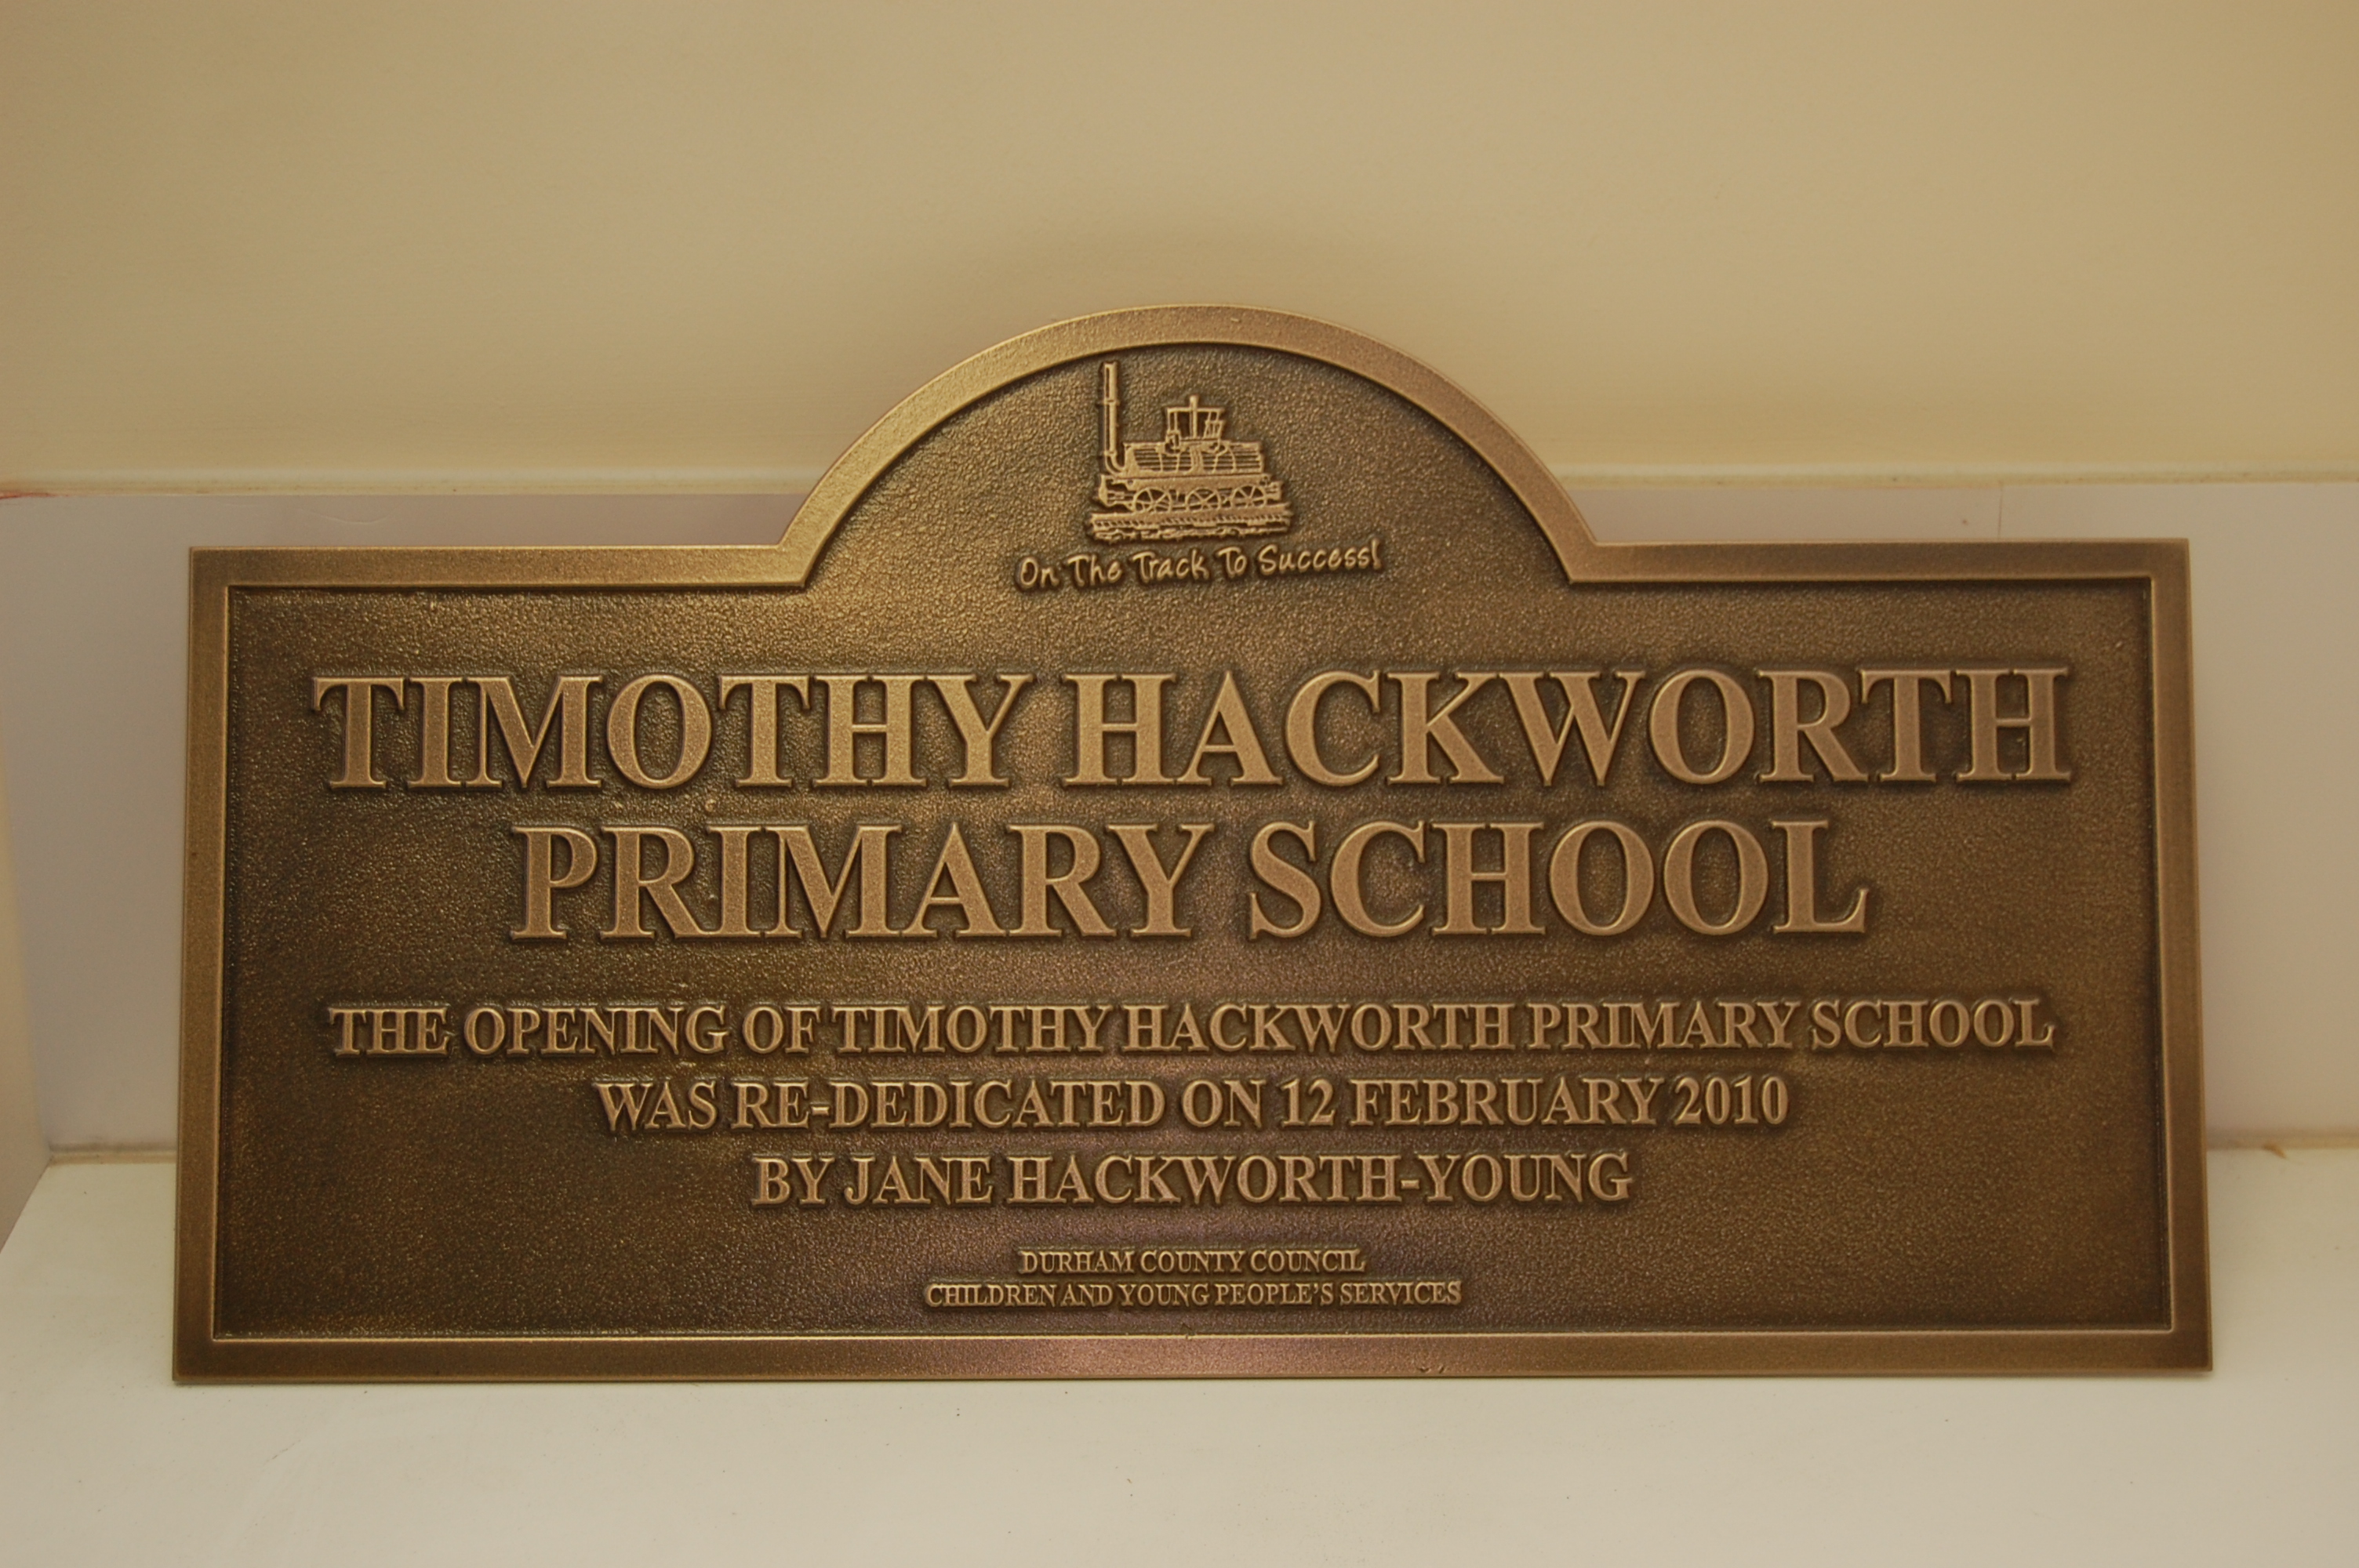 On The Track To Success!
TIMOTHY HACKWORTH
PRIMARY SCHOOL
THE OPENING OF TIMOTHY HACKWORTH PRIMARY SCHOOL
WAS RE-DEDICATED ON 12 FEBRUARY 2010
BY JANE HACKWORTH-YOUNG
DURHAM COUNTY COUNCIL
CHILDREN AND YOUNG PEOPLE'S SERVICES